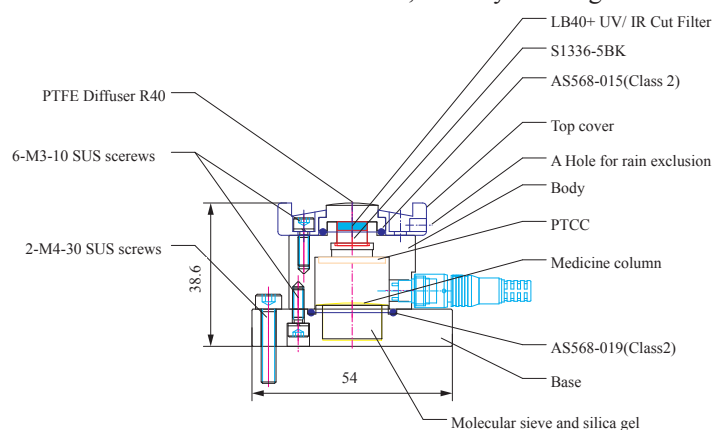 LB40+ UV/ IR Cut Filter
S1336-5BK
AS568-015(Class 2)
PTFE Diffuser R40
Top cover
6-M3-10 SUS scerews
A Hole for rain exclusion
Body
PTCC
2-M4-30 SUS screws
Medicine column
38.6
AS568-019(Class2)
54
Base
Molecular sieve and silica gel